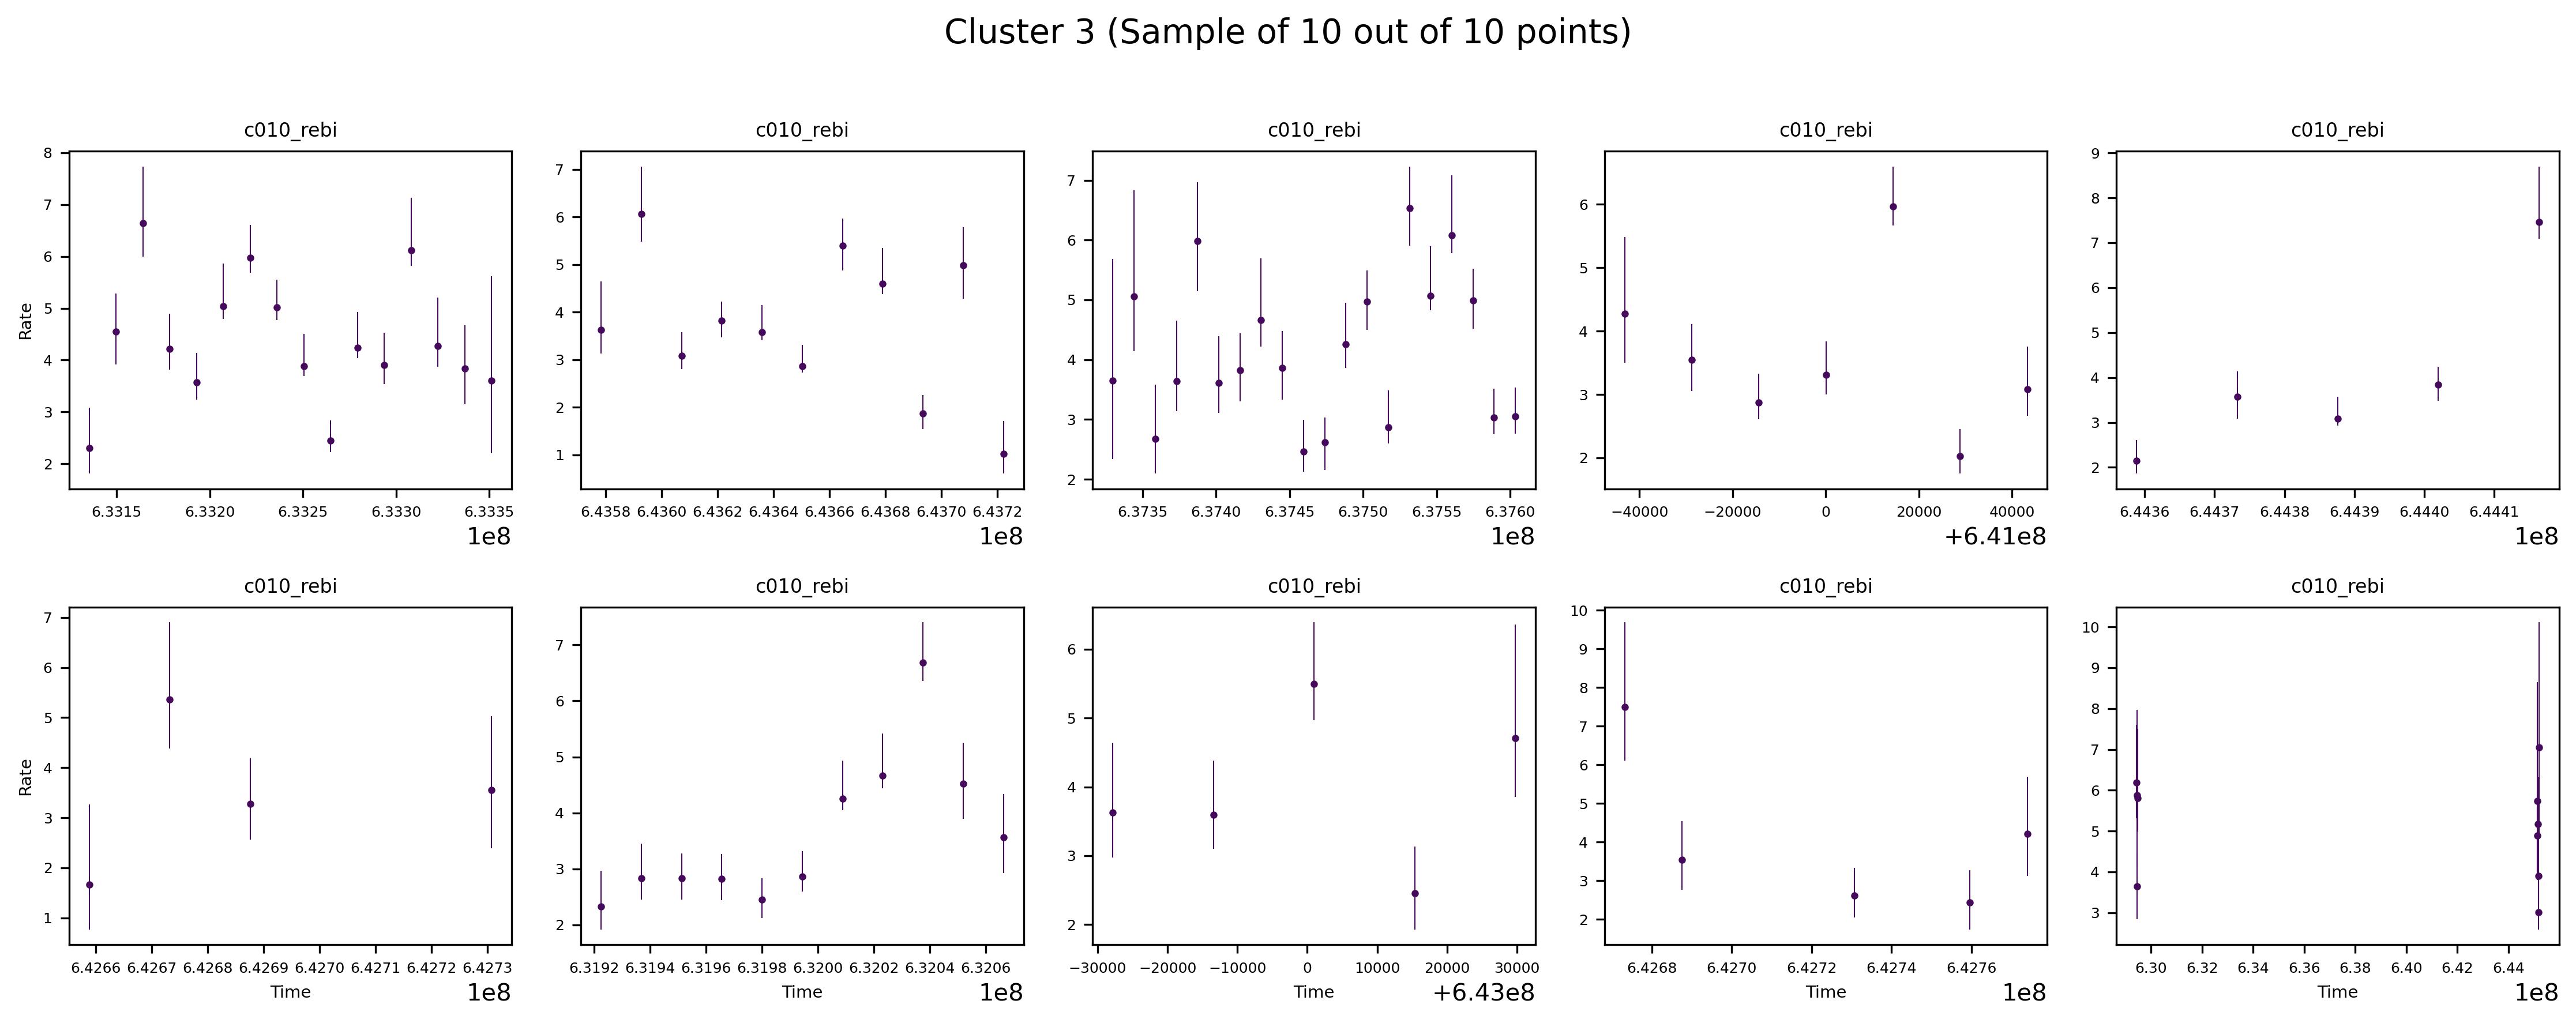 Cluster 3 (Sample of 10 out of 10 points)
c010_rebi c010_rebi c010_rebi c010_rebi c010_rebi
Rate
8
7
6
5
4
3
2
6.3315 6.3320 6.3325 6.3330 6.3335
1e8
7
6
5
4
3
2
1
6.4358 6.4360 6.4362 6.4364 6.4366 6.4368 6.4370 6.4372
1e8
7
6
5
4
3
2
6.3735 6.3740 6.3745 6.3750 6.3755 6.3760
1e8
6
5
4
3
2
−40000 −20000 0 20000 40000
+6.41e8
9
8
7
6
5
4
3
2
6.4436 6.4437 6.4438 6.4439 6.4440 6.4441
1e8
c010_rebi c010_rebi c010_rebi c010_rebi c010_rebi
Rate
7
6
5
4
3
2
1
6.4266 6.4267 6.4268 6.4269 6.4270 6.4271 6.4272 6.4273
Time
1e8
7
6
5
4
3
2
6.3192 6.3194 6.3196 6.3198 6.3200 6.3202 6.3204 6.3206
Time
1e8
6
5
4
3
2
−30000 −20000 −10000 0 10000 20000 30000
Time
+6.43e8
10
9
8
7
6
5
4
3
2
6.4268 6.4270 6.4272 6.4274 6.4276
Time
1e8
10
9
8
7
6
5
4
3
6.30 6.32 6.34 6.36 6.38 6.40 6.42 6.44
Time
1e8